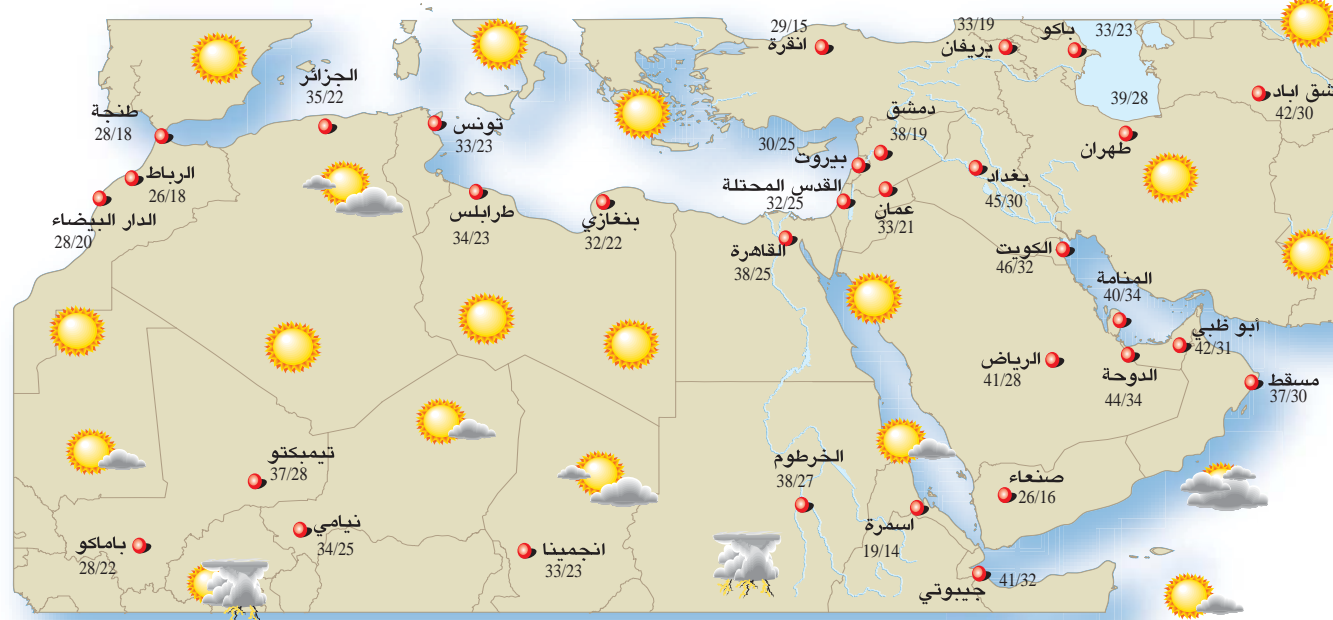 29/15
انقرة
33/19
يريفان
باكو
33/23
39/28
طهران
شق اباد
42/30
الجزائر
35/22
طنجة
28/18
الرباط
26/18
الدار البيضاء
28/20
تونس
33/23
طرابلس
34/23
بنغازي
32/22
دمشق
38/19
30/25
بيروت
القدس المحتلة
32/25
عمان
33/21
بغداد
45/30
القاهرة
38/25
الكويت
46/32
المنامة
40/34
أبو ظبي
42/31
الدوحة
44/34
الرياض
41/28
مسقط
37/30
تيمبكتو
37/28
الخرطوم
38/27
صنعاء
26/16
اسمرة
19/14
جيبوتي
41/32
باماكو
28/22
نيامي
34/25
انجمينا
33/23